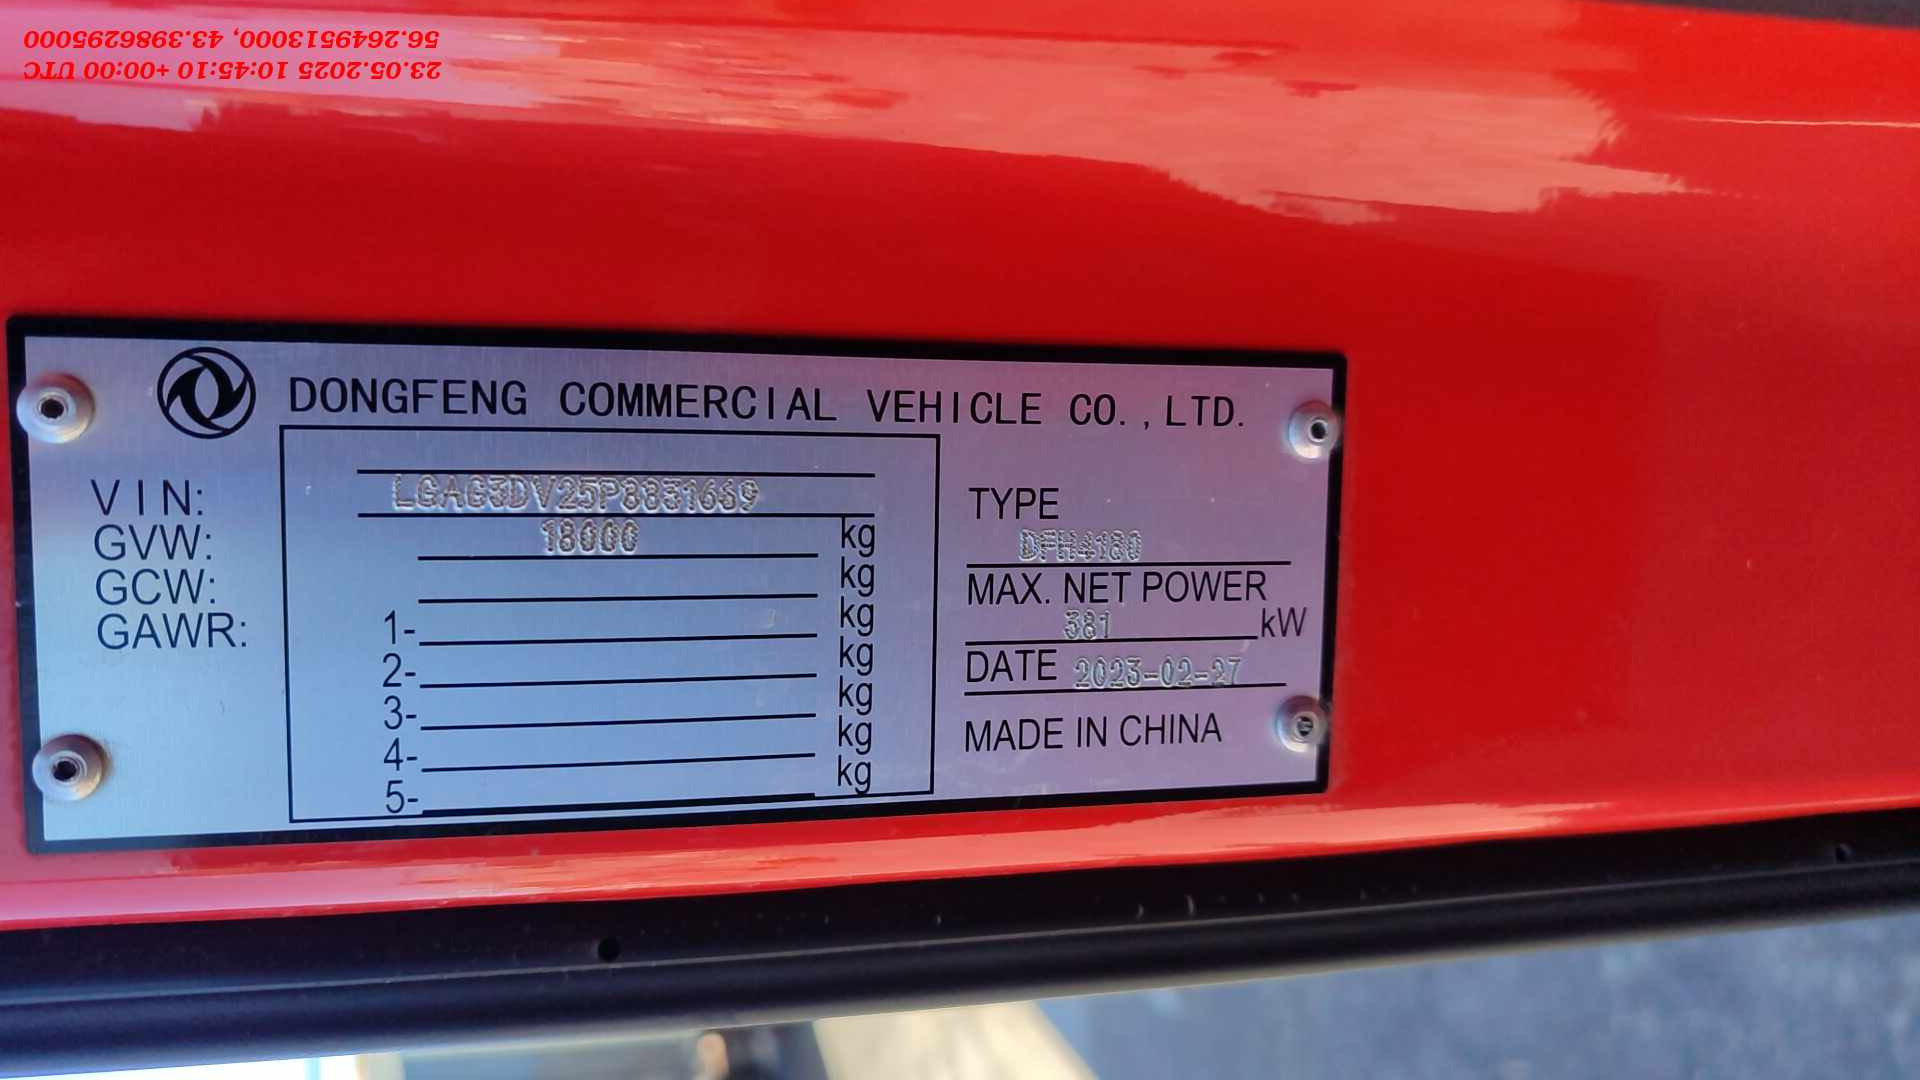 23.05.2025 10:45:10 +00:00 UTC
56.2649513000, 43.3986295000
DONGFENG COMMERCIAL VEHICLE CO., LTD.
VIN: LGAG3DV25P8831669
GVW: 18000 kg
GCW: kg
GAWR: 1- kg
2- kg
3- kg
4- kg
5- kg
TYPE
DFH4180
MAX. NET POWER
381 kW
DATE 2023-02-27
MADE IN CHINA